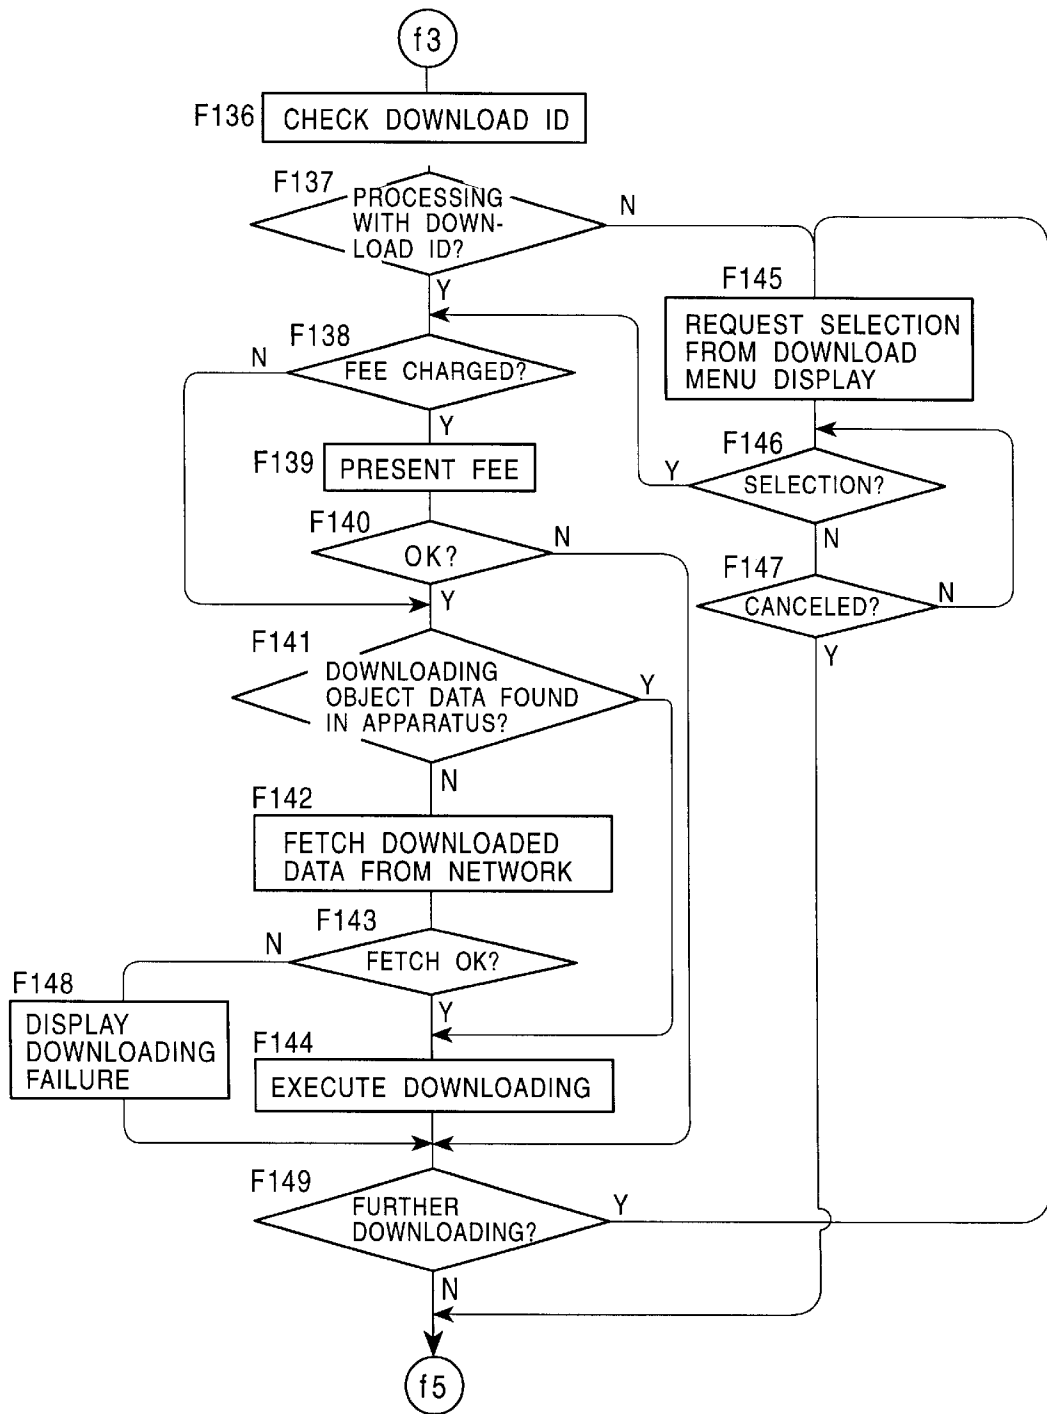 f3
F136
CHECK DOWNLOAD ID
F137
PROCESSING
WITH DOWN-
LOAD ID?
N
Y
F145
REQUEST SELECTION
FROM DOWNLOAD
MENU DISPLAY
F138
N
FEE CHARGED?
Y
F146
Y
SELECTION?
N
F139
PRESENT FEE
F140
OK?
N
Y
F147
CANCELED?
N
Y
F141
DOWNLOADING
OBJECT DATA FOUND
IN APPARATUS?
Y
N
F142
FETCH DOWNLOADED
DATA FROM NETWORK
F143
N
FETCH OK?
Y
F148
DISPLAY
DOWNLOADING
FAILURE
F144
EXECUTE DOWNLOADING
F149
FURTHER
DOWNLOADING?
Y
N
f5